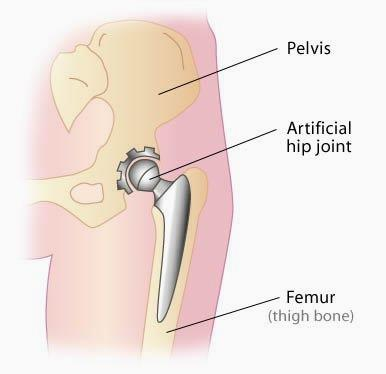 Pelvis
Artificial
hip joint
Femur
(thigh bone)